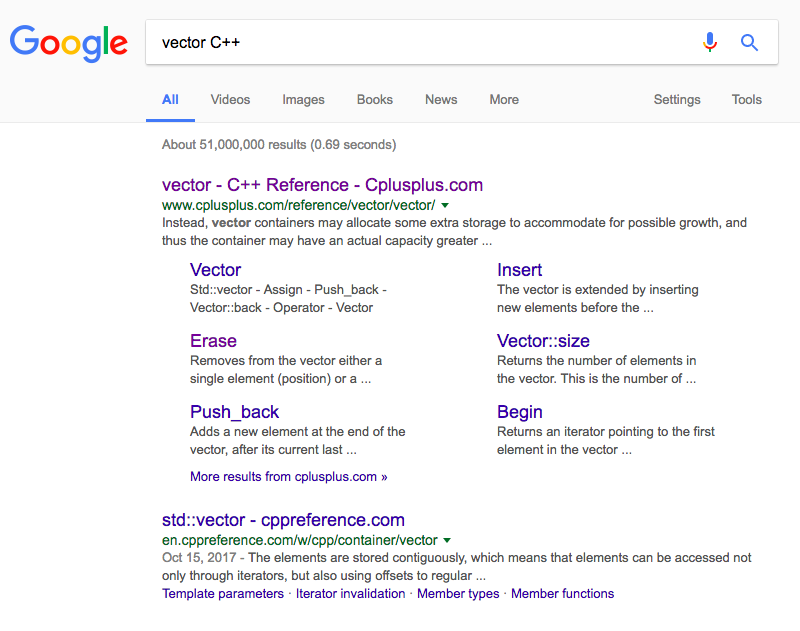 Google
vector C++
All Videos Images Books News More Settings Tools
About 51,000,000 results (0.69 seconds)
vector - C++ Reference - Cplusplus.com
www.cplusplus.com/reference/vector/vector/
Instead, vector containers may allocate some extra storage to accommodate for possible growth, and
thus the container may have an actual capacity greater ...
Vector
Std::vector - Assign - Push_back -
Vector::back - Operator - Vector
Insert
The vector is extended by inserting
new elements before the ...
Erase
Removes from the vector either a
single element (position) or a ...
Vector::size
Returns the number of elements in
the vector. This is the number of ...
Push_back
Adds a new element at the end of the
vector, after its current last ...
Begin
Returns an iterator pointing to the first
element in the vector ...
More results from cplusplus.com »
std::vector - cppreference.com
en.cppreference.com/w/cpp/container/vector
Oct 15, 2017 - The elements are stored contiguously, which means that elements can be accessed not
only through iterators, but also using offsets to regular ...
Template parameters · Iterator invalidation · Member types · Member functions